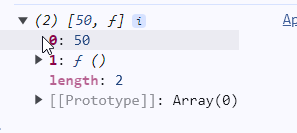 (2) [50, ƒ] i
0: 50
1: ƒ ()
length: 2
[[Prototype]]: Array(0)